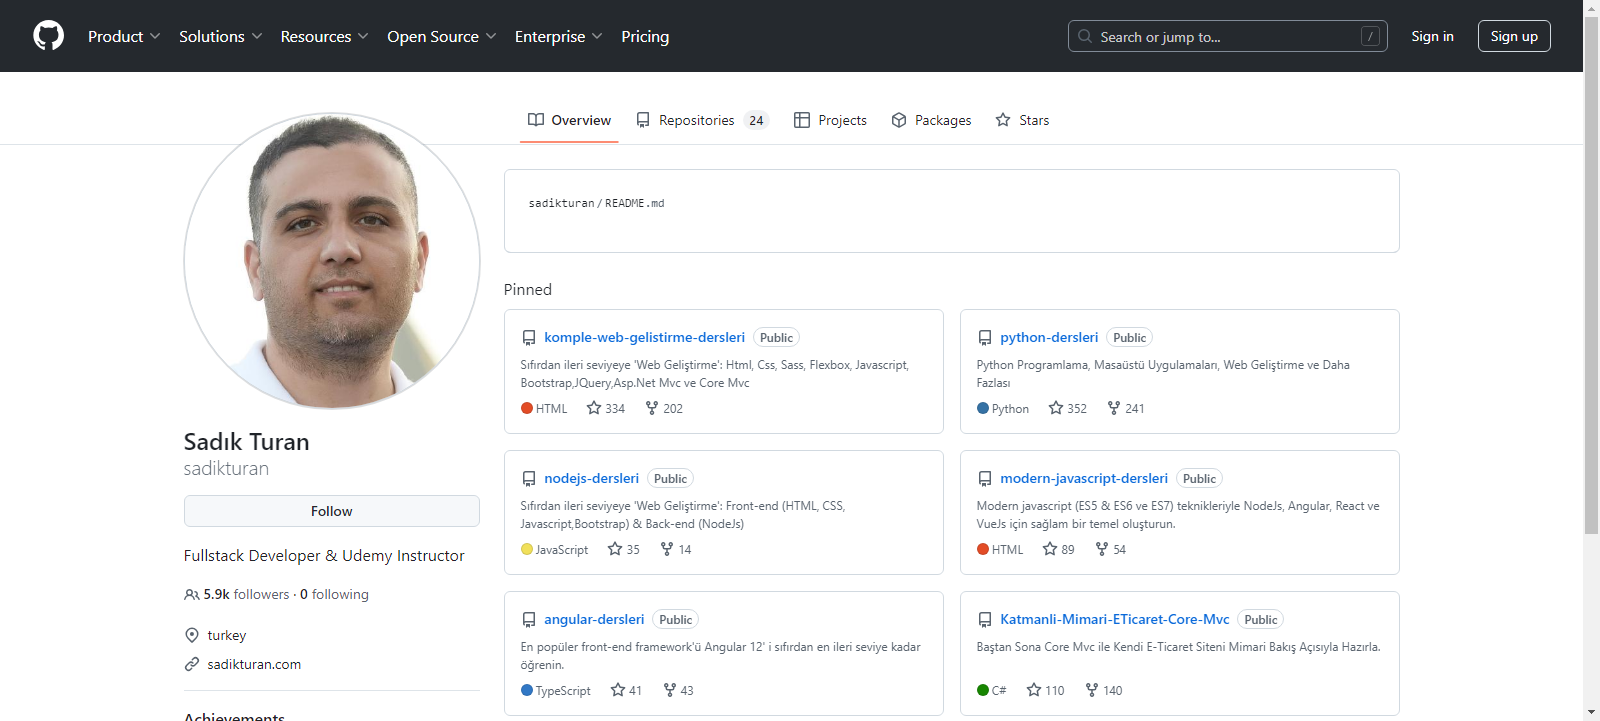 Product
Solutions
Resources
Open Source
Enterprise
Pricing
Search or jump to...
/
Sign in
Sign up
Overview
Repositories 24
Projects
Packages
Stars
Sadık Turan
sadikturan
Follow
Fullstack Developer & Udemy Instructor
5.9k followers · 0 following
turkey
sadikturan.com
Achievements
sadikturan/README.md
Pinned
komple-web-gelistirme-dersleri Public
Sıfırdan ileri seviyeye 'Web Geliştirme': Html, Css, Sass, Flexbox, Javascript,
Bootstrap,JQuery,Asp.Net Mvc ve Core Mvc
HTML 334 202
python-dersleri Public
Python Programlama, Masaüstü Uygulamaları, Web Geliştirme ve Daha
Fazlası
Python 352 241
nodejs-dersleri Public
Sıfırdan ileri seviyeye 'Web Geliştirme': Front-end (HTML, CSS,
Javascript,Bootstrap) & Back-end (NodeJs)
JavaScript 35 14
modern-javascript-dersleri Public
Modern javascript (ES5 & ES6 ve ES7) teknikleriyle NodeJs, Angular, React ve
VueJs için sağlam bir temel oluşturun.
HTML 89 54
angular-dersleri Public
En popüler front-end framework'ü Angular 12' i sıfırdan en ileri seviye kadar
öğrenin.
TypeScript 41 43
Katmanli-Mimari-ETicaret-Core-Mvc Public
Baştan Sona Core Mvc ile Kendi E-Ticaret Siteni Mimari Bakış Açısıyla Hazırla.
C# 110 140